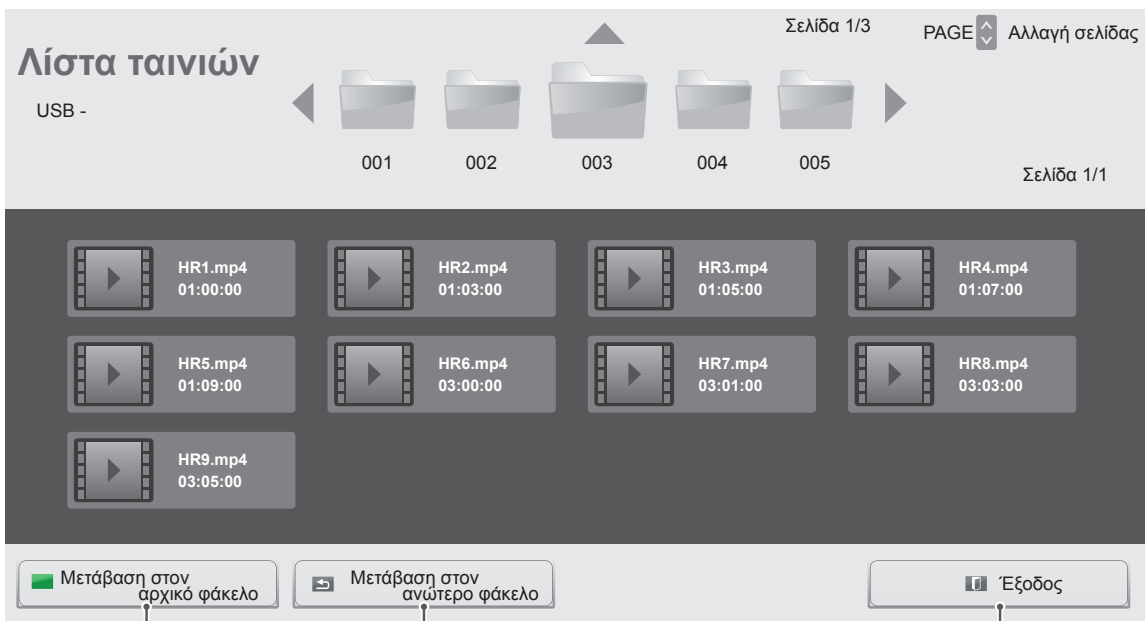 Σελίδα 1/3
PAGE Αλλαγή σελίδας
Λίστα ταινιών
USB -
001 002 003 004 005
Σελίδα 1/1
HR1.mp4
01:00:00
HR2.mp4
01:03:00
HR3.mp4
01:05:00
HR4.mp4
01:07:00
HR5.mp4
01:09:00
HR6.mp4
03:00:00
HR7.mp4
03:01:00
HR8.mp4
03:03:00
HR9.mp4
03:05:00
Μετάβαση στον
αρχικό φάκελο
Μετάβαση στον
ανώτερο φάκελο
Έξοδος